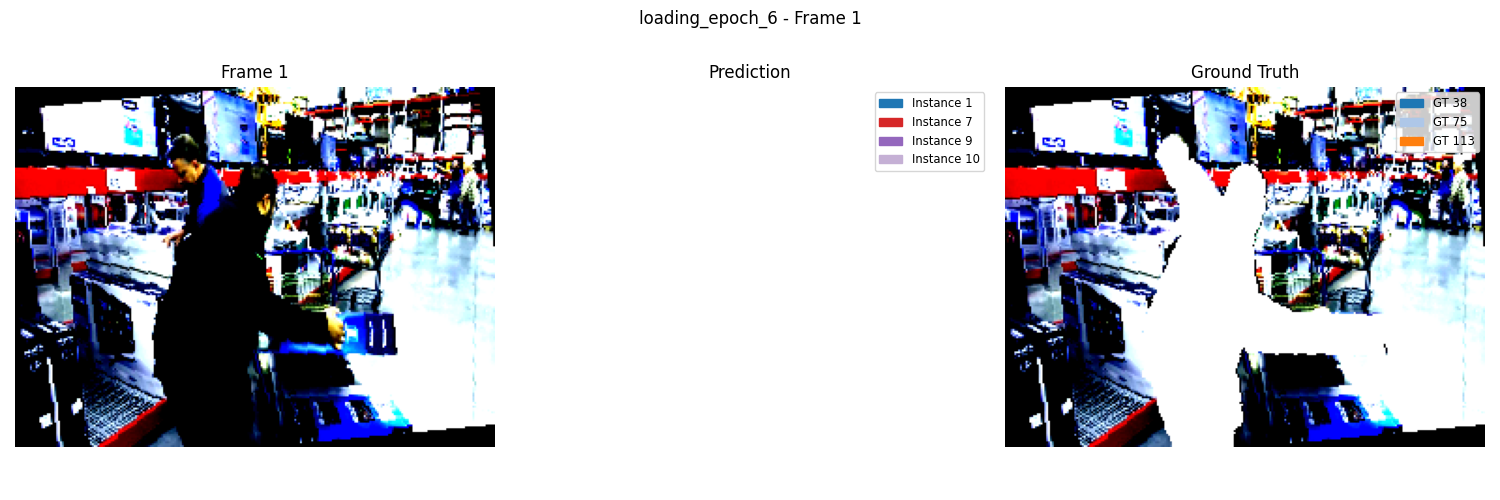 loading_epoch_6 - Frame 1
Frame 1
Prediction
Ground Truth
Instance 1
Instance 7
Instance 9
Instance 10
GT 38
GT 75
GT 113